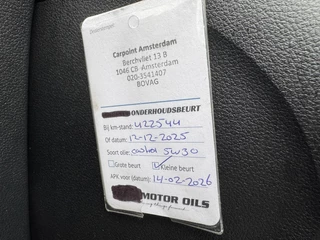 Carpoint Amsterdam
Berchvliet 13 B
1046 CB -Amsterdam
020-3541407
BOVAG
ONDERHOUDSBEURT
Bij km-stand: 422544
Of datum: 12-12-2025
Soort olie: 5W30
Grote beurt Kleine beurt
APK voor (datum): 14-02-2026
MOTOR OILS